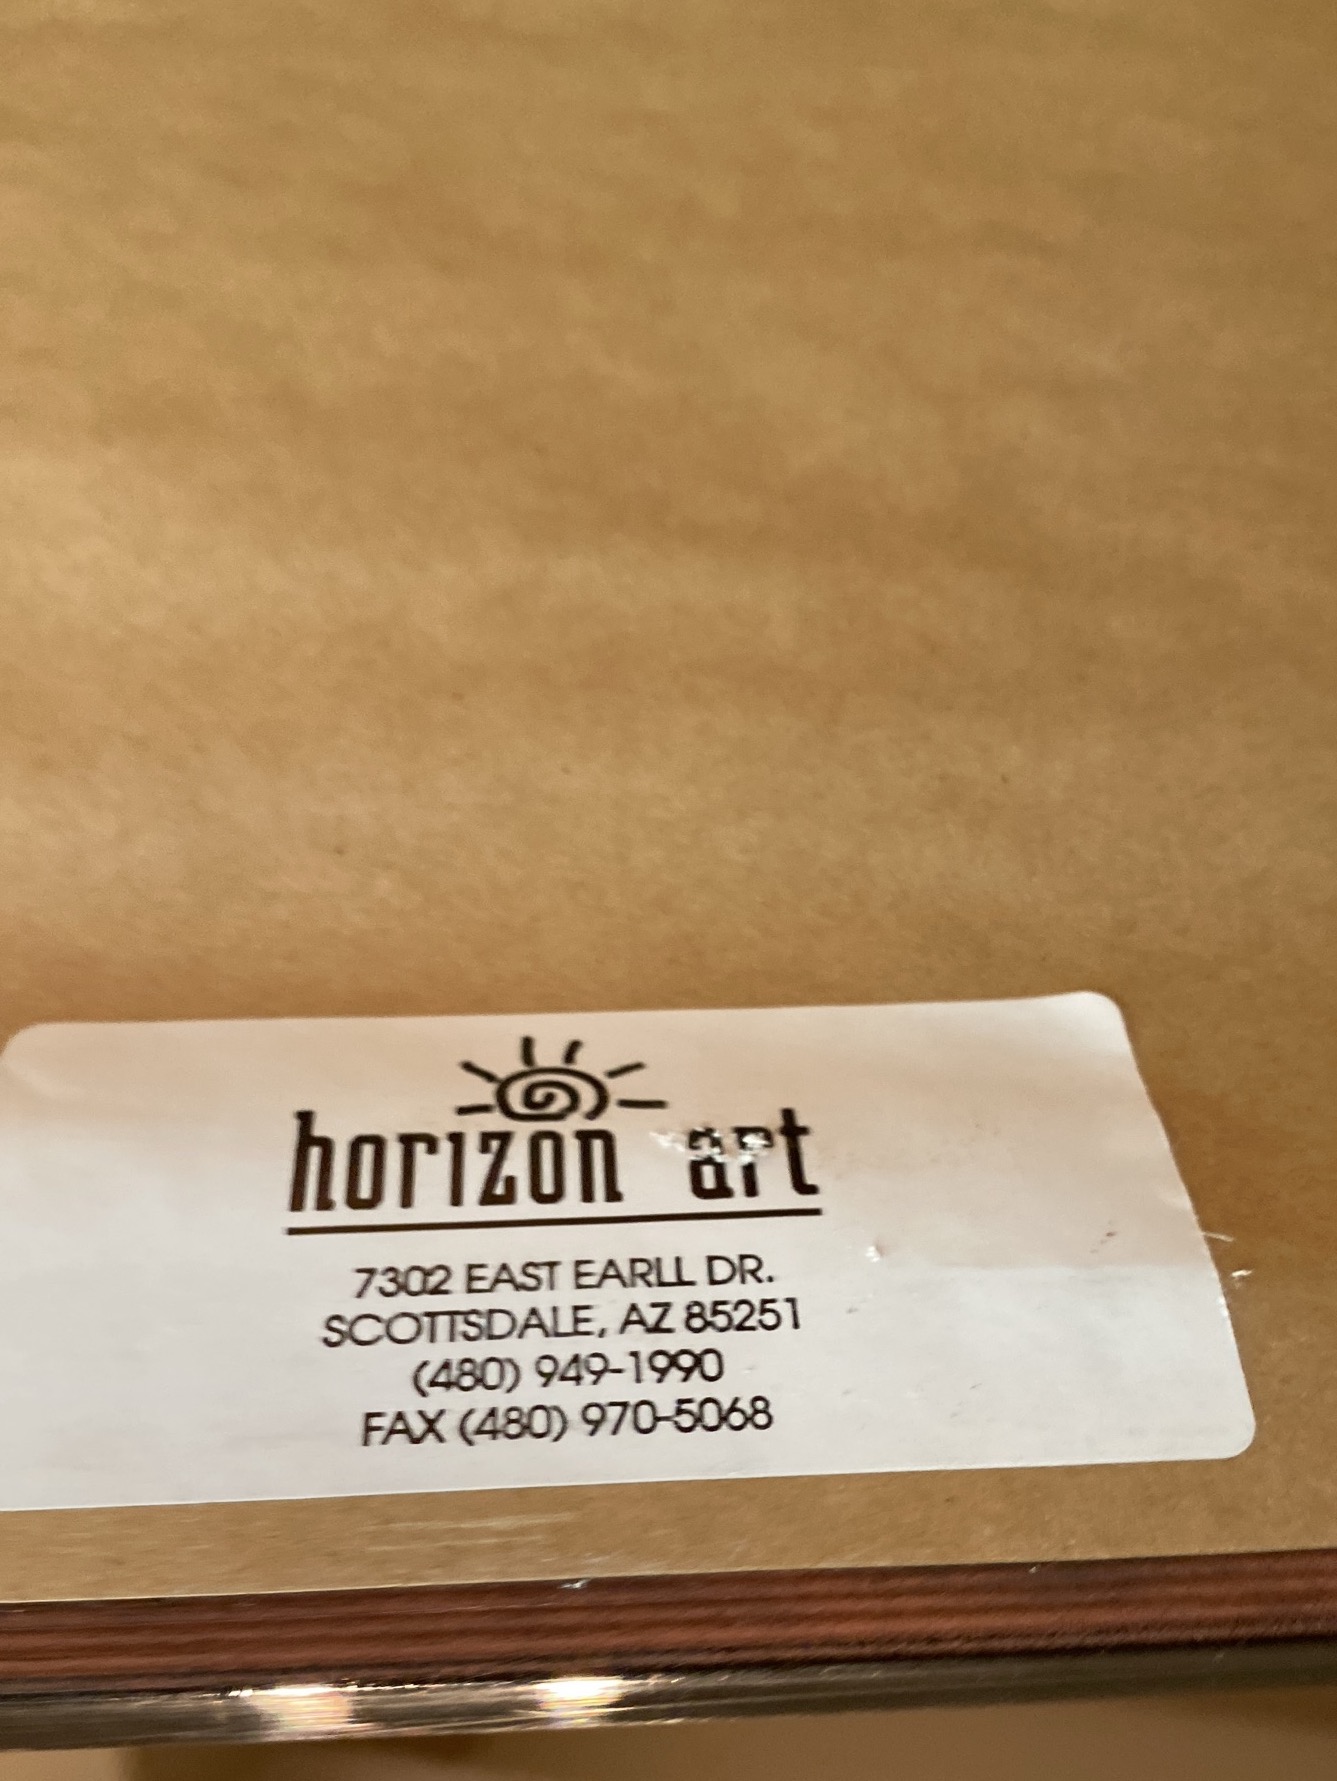 horizon art
7302 EAST EARLL DR.
SCOTTSDALE, AZ 85251
(480) 949-1990
FAX (480) 970-5068